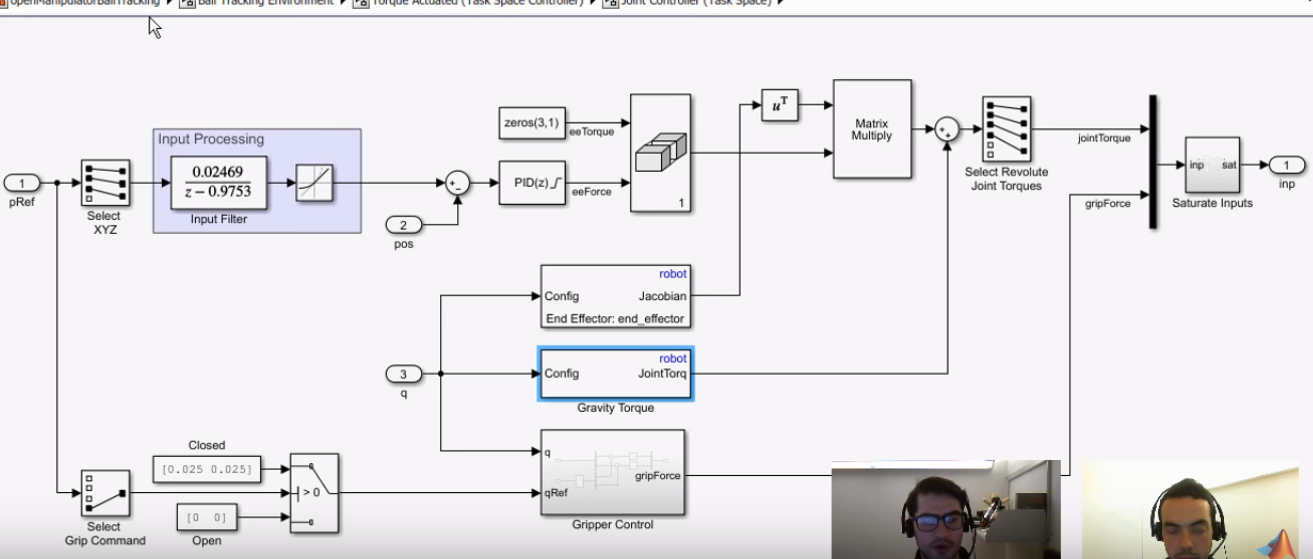 openManipulatorBallTracking Ball Tracking Environment Torque Actuated (Task Space Controller) Joint Controller (Task Space)
Input Processing
0.02469
z − 0.9753
Input Filter
1
pRef
Select
XYZ
2
pos
zeros(3,1)
eeTorque
PID(z)
eeForce
1
uT
Matrix
Multiply
Select Revolute
Joint Torques
jointTorque
gripForce
inp sat
Saturate Inputs
1
inp
robot
Config Jacobian
End Effector: end_effector
robot
Config JointTorq
Gravity Torque
3
q
Closed
[0.025 0.025]
> 0
[0 0]
Open
Select
Grip Command
q
qRef
gripForce
Gripper Control